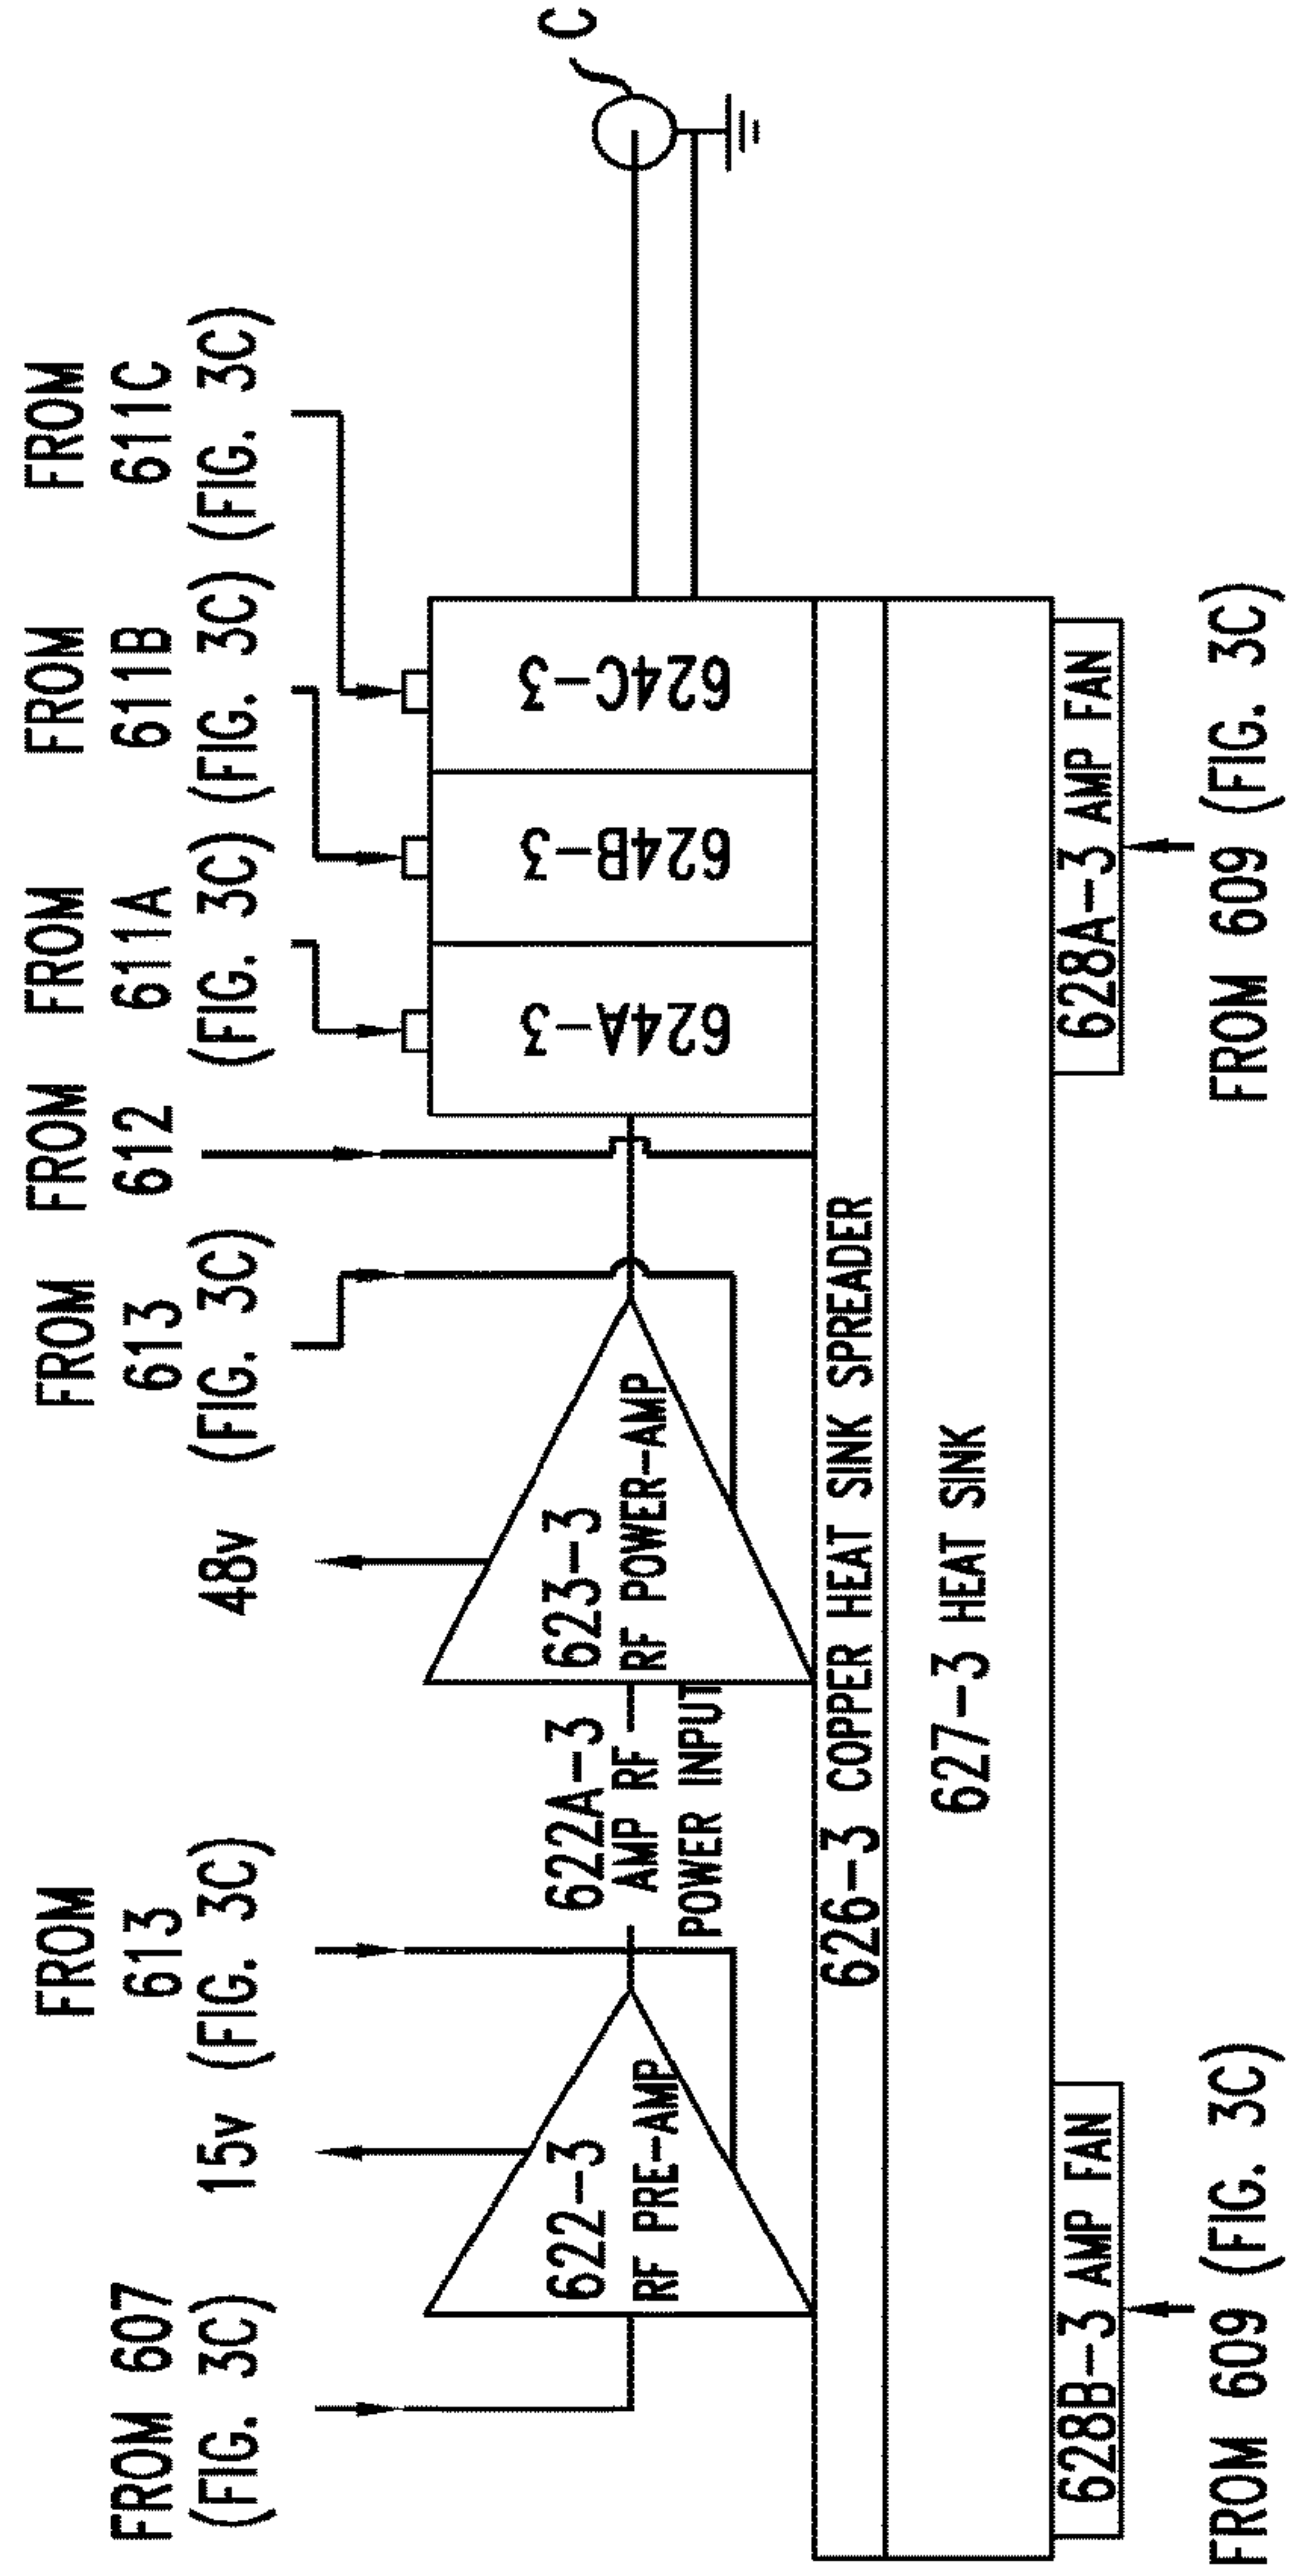 FROM 607
(FIG. 3C)
15v
FROM
613
(FIG. 3C)
48v
FROM
613
(FIG. 3C)
FROM
612
FROM
611A
(FIG. 3C)
FROM
611B
(FIG. 3C)
FROM
611C
(FIG. 3C)
C
622-3
RF PRE-AMP
622A-3
AMP RF
POWER INPUT
623-3
RF POWER-AMP
624A-3
624B-3
624C-3
626-3 COPPER HEAT SINK SPREADER
627-3 HEAT SINK
628B-3 AMP FAN
628A-3 AMP FAN
FROM 609 (FIG. 3C)
FROM 609 (FIG. 3C)